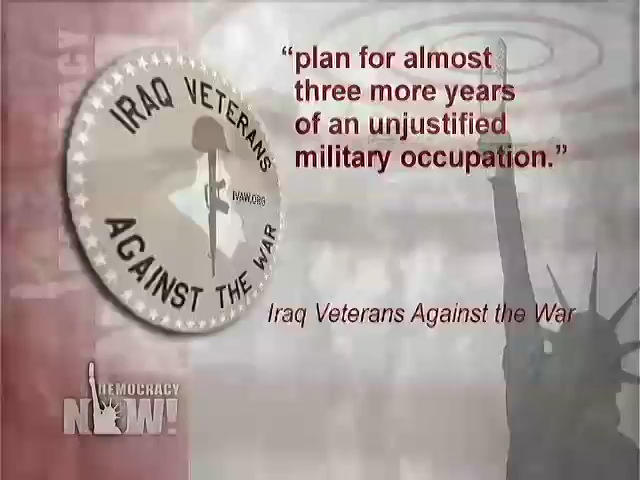 IRAQ VETERANS
IVAW.ORG
AGAINST THE WAR
“plan for almost
three more years
of an unjustified
military occupation.”
Iraq Veterans Against the War
DEMOCRACY
NOW!